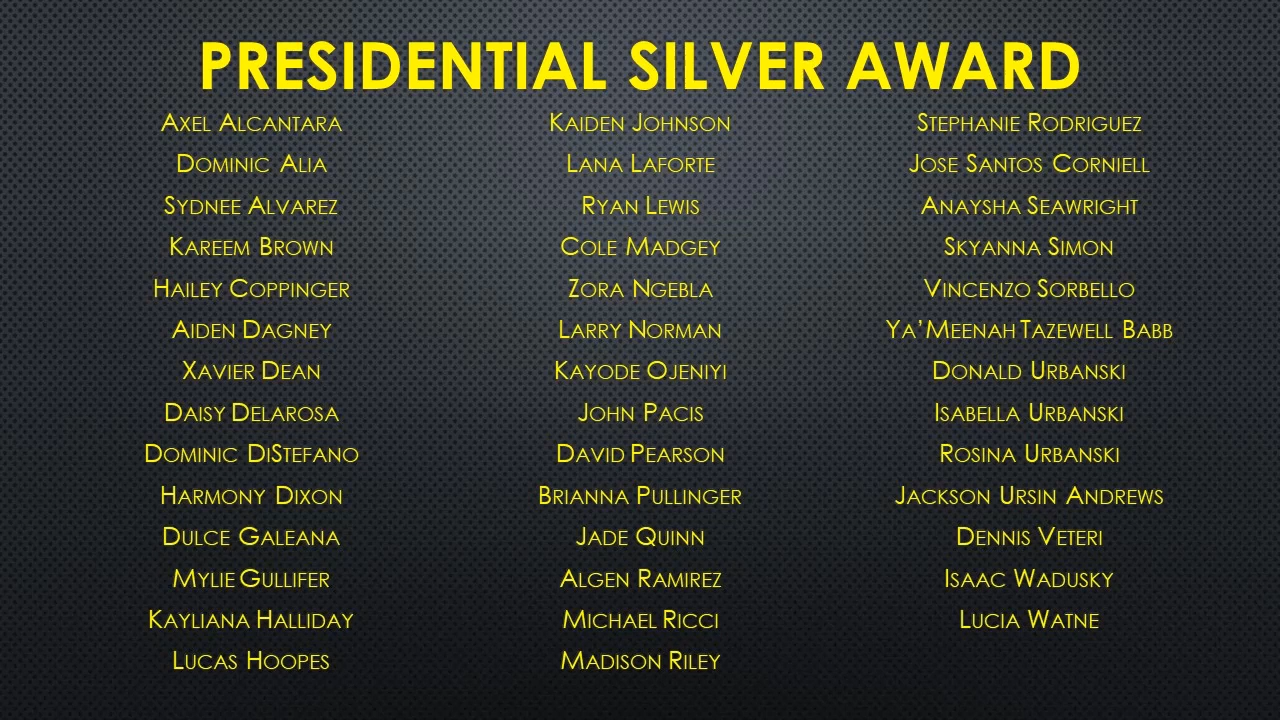 PRESIDENTIAL SILVER AWARD
AXEL ALCANTARA
DOMINIC ALIA
SYDNEE ALVAREZ
KAREEM BROWN
HAILEY COPPINGER
AIDEN DAGNEY
XAVIER DEAN
DAISY DELAROSA
DOMINIC DISTEFANO
HARMONY DIXON
DULCE GALEANA
MYLIE GULLIFER
KAYLIANA HALLIDAY
LUCAS HOOPES
KAIDEN JOHNSON
LANA LAFORTE
RYAN LEWIS
COLE MADGEY
ZORA NGEBLA
LARRY NORMAN
KAYODE OJENIYI
JOHN PACIS
DAVID PEARSON
BRIANNA PULLINGER
JADE QUINN
ALGEN RAMIREZ
MICHAEL RICCI
MADISON RILEY
STEPHANIE RODRIGUEZ
JOSE SANTOS CORNIELL
ANAYSHA SEAWRIGHT
SKYANNA SIMON
VINCENZO SORBELLO
YA’MEENAH TAZEWELL BABB
DONALD URBANSKI
ISABELLA URBANSKI
ROSINA URBANSKI
JACKSON URSIN ANDREWS
DENNIS VETERI
ISAAC WADUSKY
LUCIA WATNE